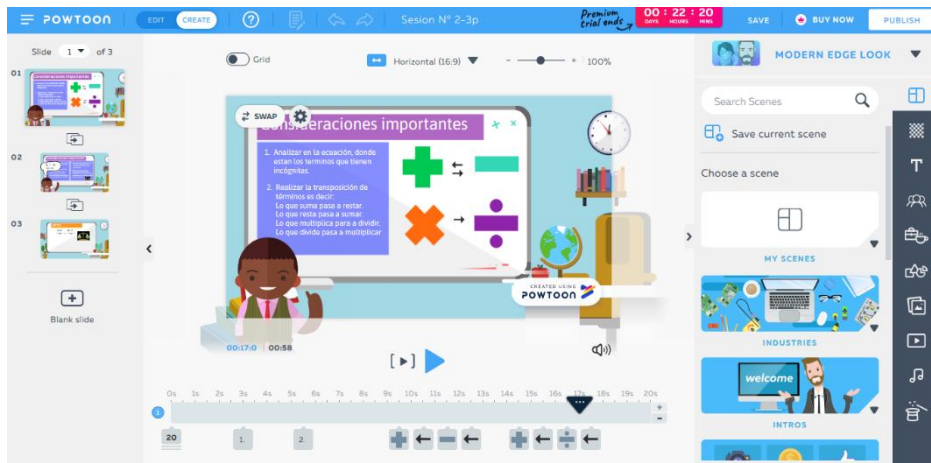 POWTOON
EDIT
CREATE
?
Sesion Nº 2-3p
Premium
trial ends
00 : 22 : 20
DAYS HOURS MINS
SAVE
BUY NOW
PUBLISH
Slide 1 of 3
Grid
Horizontal (16:9)
- + 100%
MODERN EDGE LOOK
01
02
03
Blank slide
SWAP
Consideraciones importantes
1. Analizar en la ecuación, donde
estan los terminos que tienen
incógnitas.
2. Realizar la transposición de
términos es decir:
Lo que suma pasa a restar.
Lo que resta pasa a sumar.
Lo que multiplica para a dividir.
Lo que divide pasa a multiplicar
CREATED USING
POWTOON
00:17:0 00:58
Search Scenes
Save current scene
Choose a scene
MY SCENES
INDUSTRIES
welcome
INTROS
0s 1s 2s 3s 4s 5s 6s 7s 8s 9s 10s 11s 12s 13s 14s 15s 16s 17s 18s 19s 20s
20
1.
2.